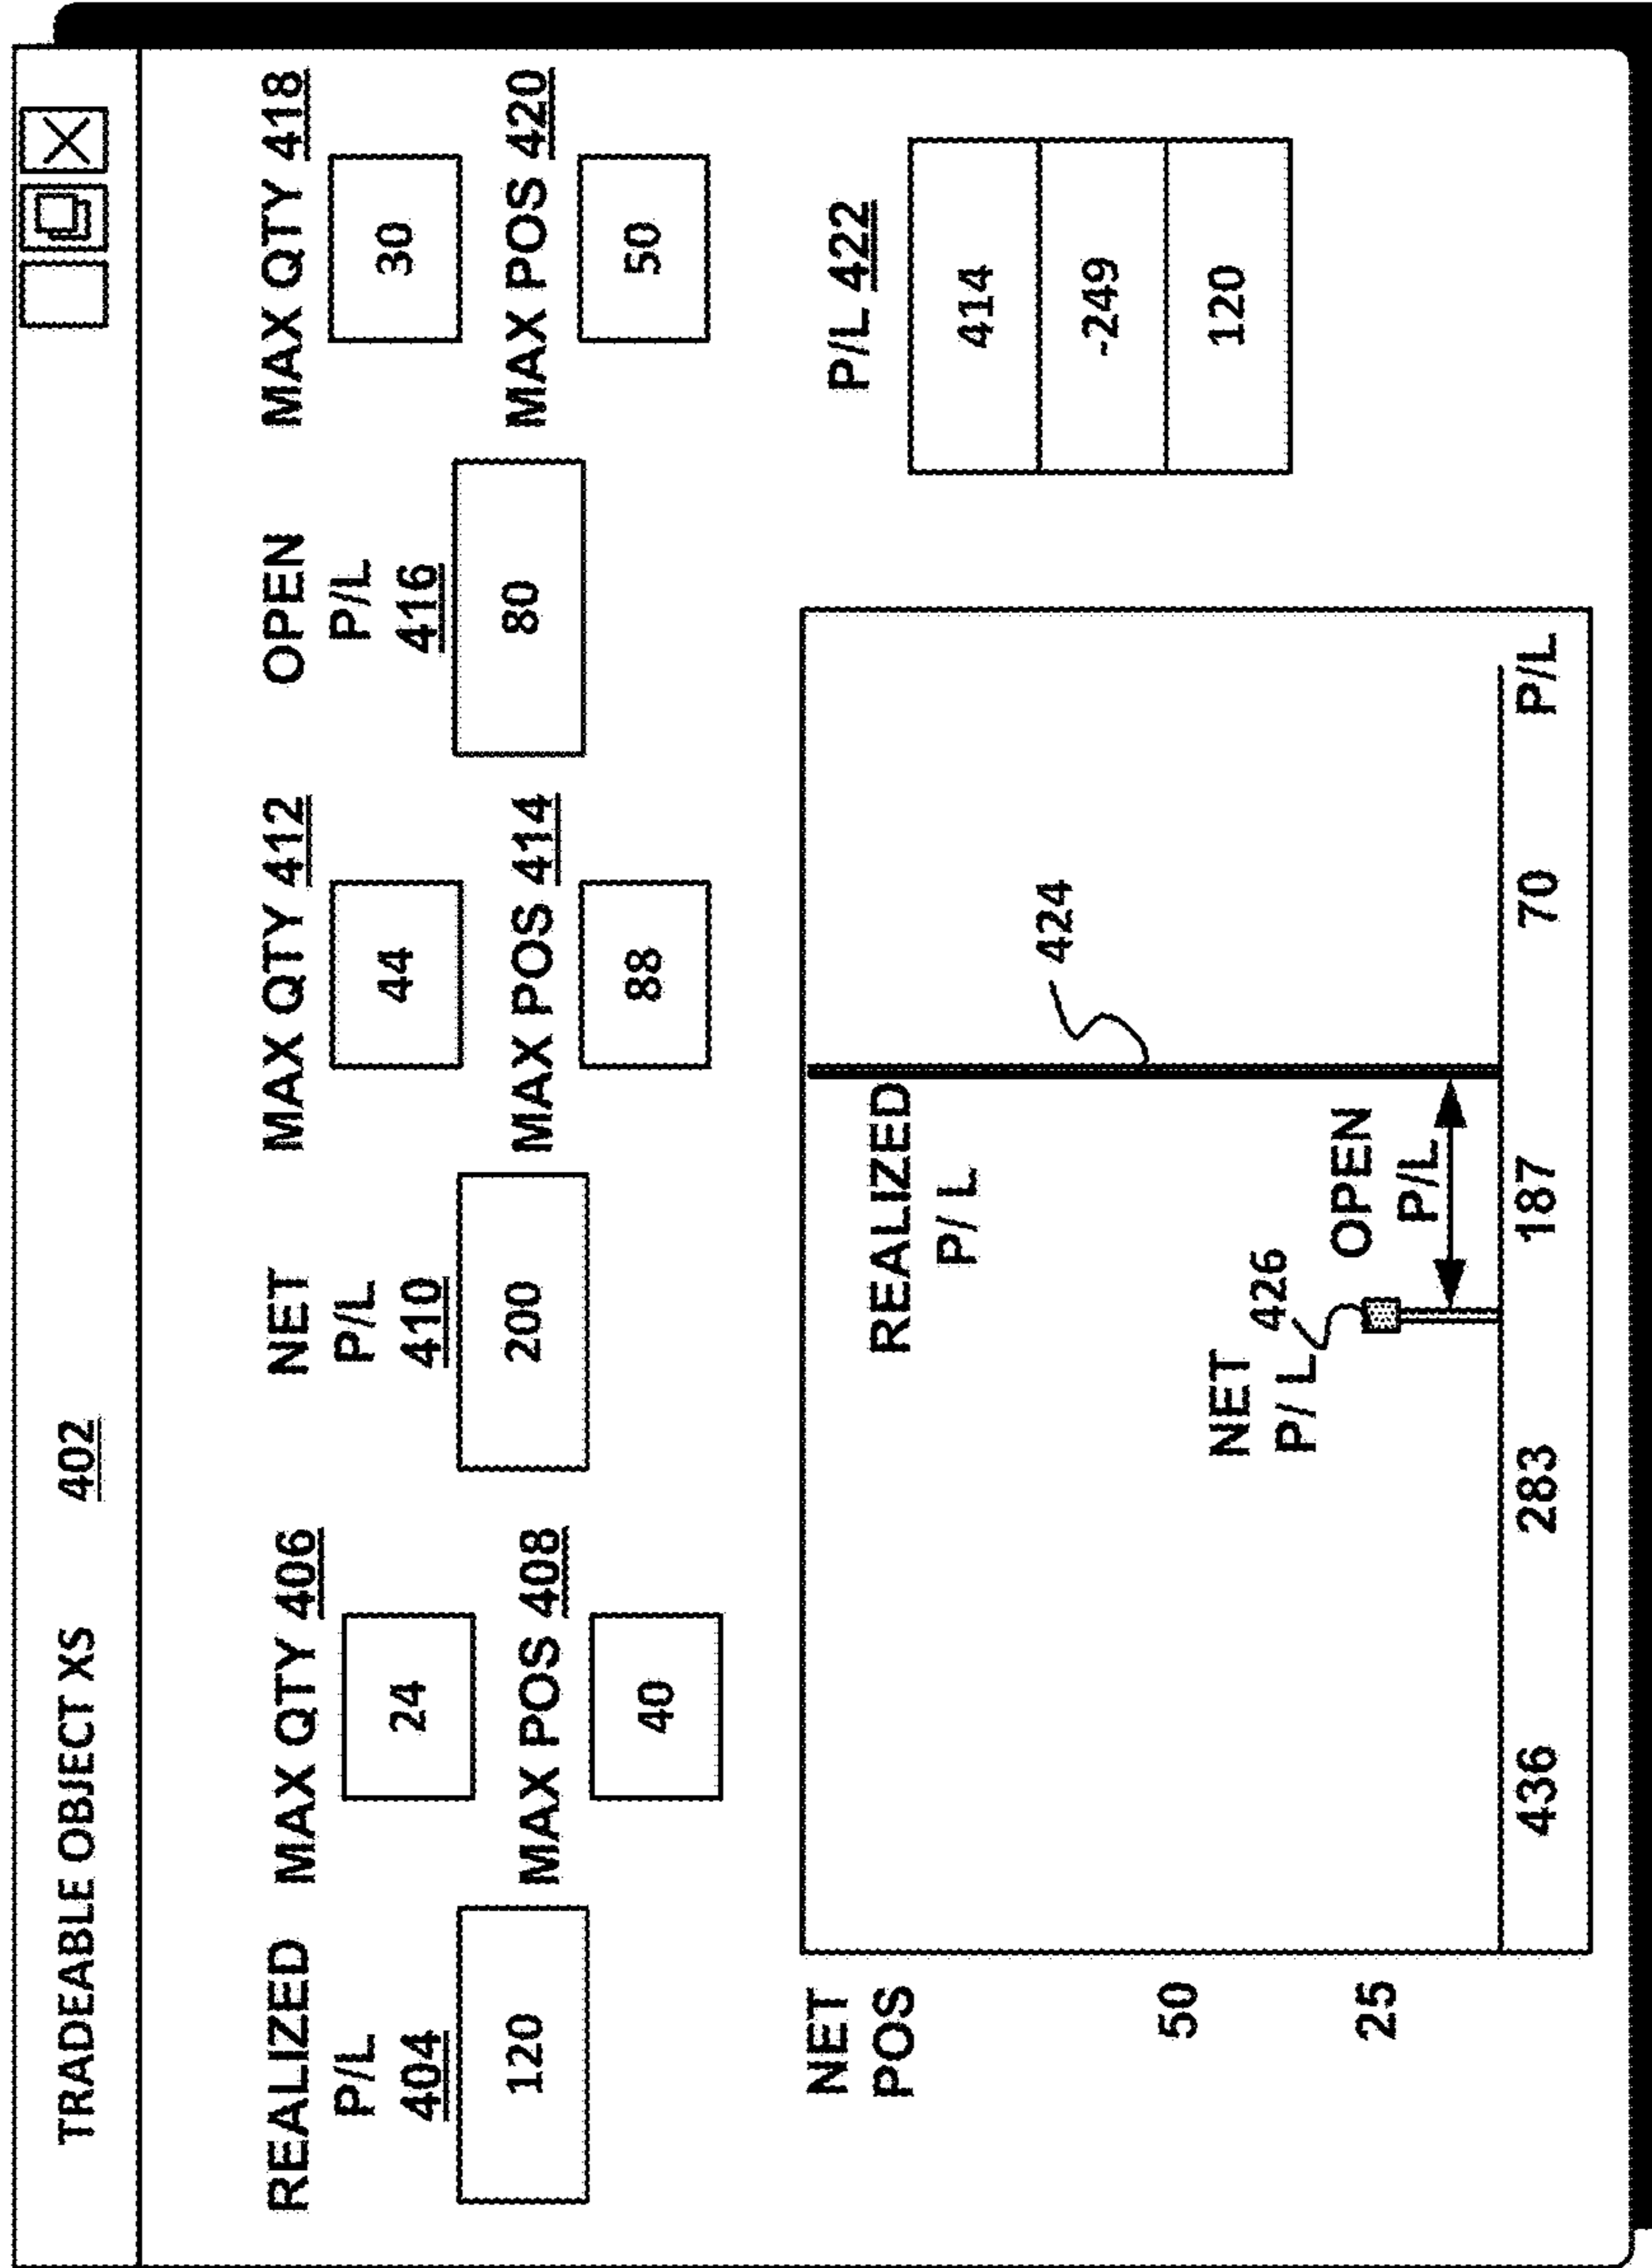 TRADEABLE OBJECT XS 402
REALIZED
P/L
404
120
MAX QTY 406
24
MAX POS 408
40
NET
P/L
410
200
MAX QTY 412
44
MAX POS 414
88
OPEN
P/L
416
80
MAX QTY 418
30
MAX POS 420
50
NET
POS
50
25
REALIZED
P/ L
424
NET
P/ L
426
OPEN
P/L
436 283 187 70 P/L
P/L 422
414
-249
120